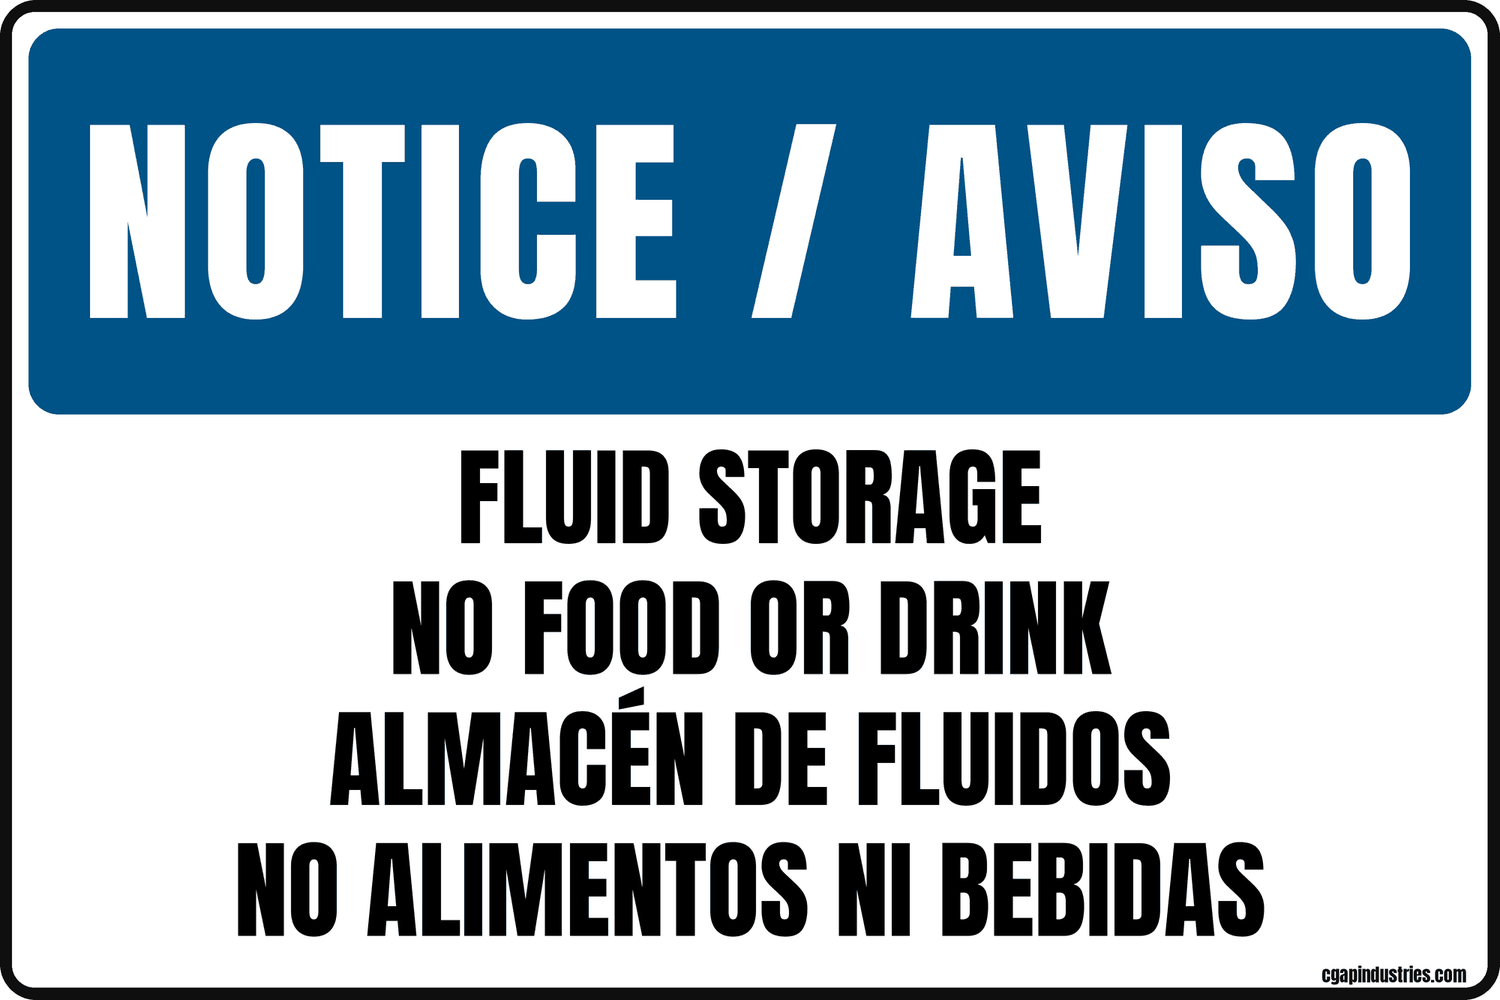 NOTICE / AVISO
FLUID STORAGE
NO FOOD OR DRINK
ALMACÉN DE FLUIDOS
NO ALIMENTOS NI BEBIDAS
cgapindustries.com